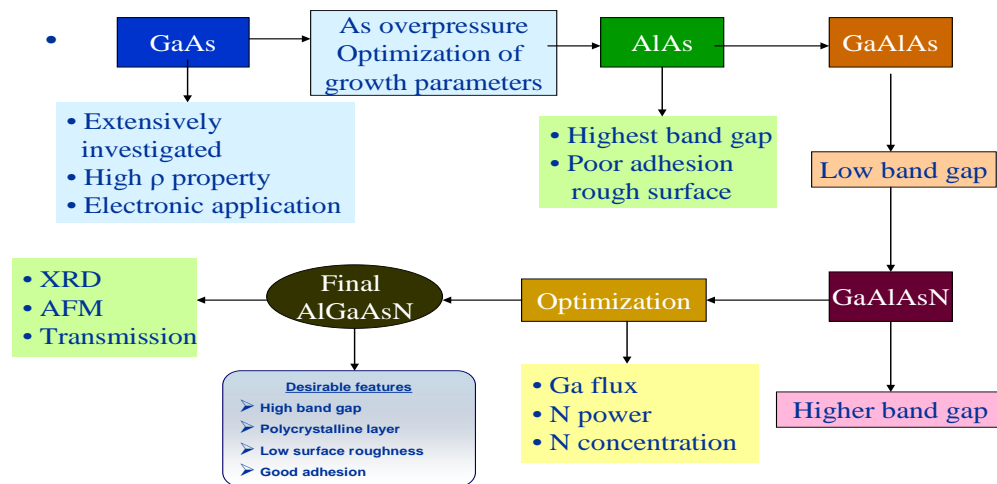 • GaAs
As overpressure
Optimization of
growth parameters
AlAs
GaAlAs
• Extensively
investigated
• High ρ property
• Electronic application
• Highest band gap
• Poor adhesion
rough surface
Low band gap
GaAlAsN
Optimization
Final
AlGaAsN
• XRD
• AFM
• Transmission
Desirable features
➢ High band gap
➢ Polycrystalline layer
➢ Low surface roughness
➢ Good adhesion
• Ga flux
• N power
• N concentration
Higher band gap